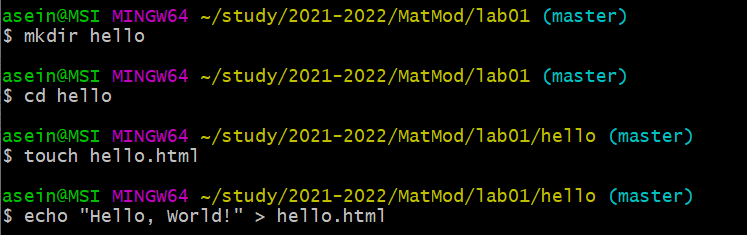 asein@MSI MINGW64 ~/study/2021-2022/MatMod/lab01 (master)
$ mkdir hello
asein@MSI MINGW64 ~/study/2021-2022/MatMod/lab01 (master)
$ cd hello
asein@MSI MINGW64 ~/study/2021-2022/MatMod/lab01/hello (master)
$ touch hello.html
asein@MSI MINGW64 ~/study/2021-2022/MatMod/lab01/hello (master)
$ echo "Hello, World!" > hello.html